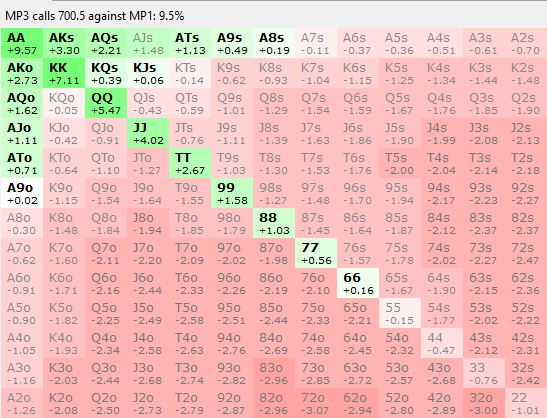 MP3 calls 700.5 against MP1: 9.5%
AA AKs AQs AJs ATs A9s A8s A7s A6s A5s A4s A3s A2s
+9.57 +3.30 +2.21 +1.48 +1.13 +0.49 +0.19 -0.11 -0.37 -0.36 -0.51 -0.61 -0.70
AKo KK KQs KJs KTs K9s K8s K7s K6s K5s K4s K3s K2s
+2.73 +7.11 +0.39 +0.06 -0.14 -0.62 -0.93 -1.04 -1.15 -1.25 -1.34 -1.44 -1.48
AQo KQo QQ QJs QTs Q9s Q8s Q7s Q6s Q5s Q4s Q3s Q2s
+1.62 -0.05 +5.47 -0.43 -0.59 -1.01 -1.29 -1.54 -1.59 -1.67 -1.76 -1.85 -1.90
AJo KJo QJo JJ JTs J9s J8s J7s J6s J5s J4s J3s J2s
+1.11 -0.42 -0.91 +4.02 -0.76 -1.11 -1.39 -1.63 -1.86 -1.90 -1.99 -2.08 -2.13
ATo KTo QTo JTo TT T9s T8s T7s T6s T5s T4s T3s T2s
+0.71 -0.64 -1.10 -1.27 +2.67 -1.03 -1.30 -1.53 -1.76 -2.00 -2.04 -2.14 -2.18
A9o K9o Q9o J9o T9o 99 98s 97s 96s 95s 94s 93s 92s
+0.02 -1.15 -1.54 -1.64 -1.55 +1.58 -1.27 -1.48 -1.70 -1.94 -2.17 -2.23 -2.27
A8o K8o Q8o J8o T8o 98o 88 87s 86s 85s 84s 83s 82s
-0.30 -1.48 -1.84 -1.94 -1.85 -1.79 +1.03 -1.45 -1.64 -1.87 -2.12 -2.33 -2.37
A7o K7o Q7o J7o T7o 97o 87o 77 76s 75s 74s 73s 72s
-0.62 -1.60 -2.11 -2.20 -2.09 -2.02 -1.98 +0.56 -1.57 -1.78 -2.02 -2.27 -2.47
A6o K6o Q6o J6o T6o 96o 86o 76o 66 65s 64s 63s 62s
-0.91 -1.71 -2.16 -2.44 -2.33 -2.26 -2.19 -2.10 +0.16 -1.67 -1.90 -2.15 -2.36
A5o K5o Q5o J5o T5o 95o 85o 75o 65o 55 54s 53s 52s
-0.90 -1.82 -2.25 -2.49 -2.58 -2.51 -2.44 -2.33 -2.21 -0.15 -1.77 -2.02 -2.22
A4o K4o Q4o J4o T4o 94o 84o 74o 64o 54o 44 43s 42s
-1.05 -1.93 -2.34 -2.58 -2.63 -2.76 -2.69 -2.58 -2.45 -2.32 -0.47 -2.12 -2.31
A3o K3o Q3o J3o T3o 93o 83o 73o 63o 53o 43o 33 32s
-1.16 -2.03 -2.44 -2.68 -2.74 -2.82 -2.96 -2.85 -2.72 -2.57 -2.68 -0.76 -2.42
A2o K2o Q2o J2o T2o 92o 82o 72o 62o 52o 42o 32o 22
-1.26 -2.08 -2.50 -2.73 -2.79 -2.87 -2.96 -3.07 -2.94 -2.80 -2.89 -3.00 -1.01